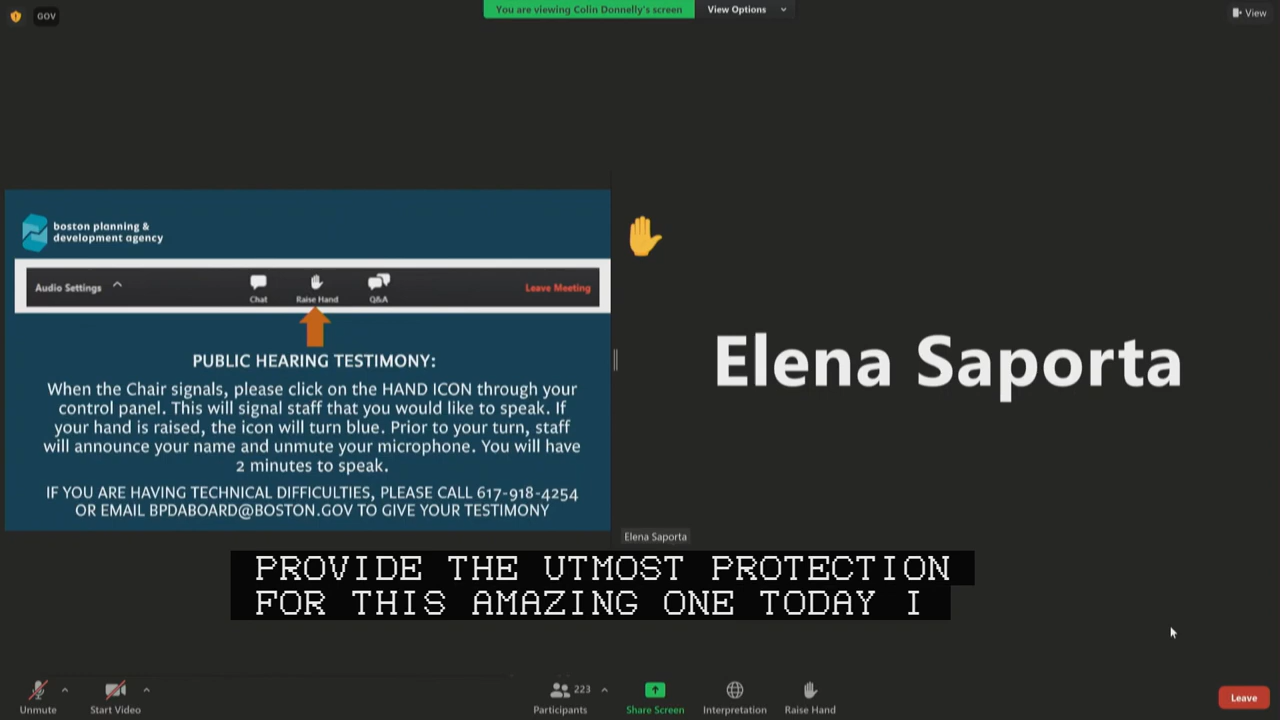 GOV
You are viewing Colin Donnelly's screen
View Options
View
boston planning &
development agency
Audio Settings
Chat
Raise Hand
Q&A
Leave Meeting
PUBLIC HEARING TESTIMONY:
When the Chair signals, please click on the HAND ICON through your
control panel. This will signal staff that you would like to speak. If
your hand is raised, the icon will turn blue. Prior to your turn, staff
will announce your name and unmute your microphone. You will have
2 minutes to speak.
IF YOU ARE HAVING TECHNICAL DIFFICULTIES, PLEASE CALL 617-918-4254
OR EMAIL BPDABOARD@BOSTON.GOV TO GIVE YOUR TESTIMONY
Elena Saporta
Elena Saporta
PROVIDE THE UTMOST PROTECTION
FOR THIS AMAZING ONE TODAY I
Unmute
Start Video
223
Participants
Share Screen
Interpretation
Raise Hand
Leave